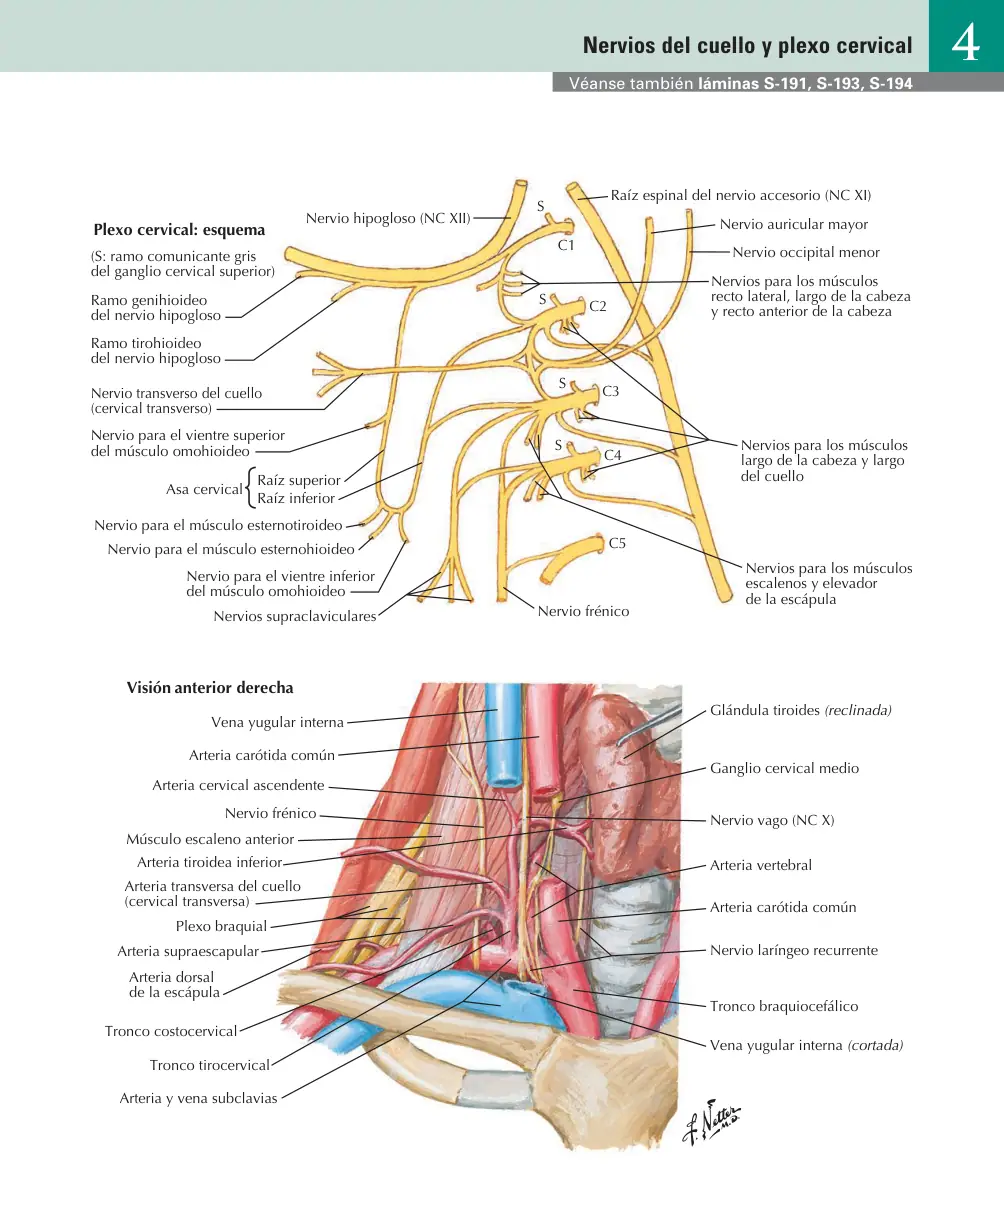 Nervios del cuello y plexo cervical
4
Véanse también láminas S-191, S-193, S-194
Plexo cervical: esquema
(S: ramo comunicante gris
del ganglio cervical superior)
Ramo genihioideo
del nervio hipogloso
Ramo tirohioideo
del nervio hipogloso
Nervio transverso del cuello
(cervical transverso)
Nervio para el vientre superior
del músculo omohioideo
Asa cervical
Raíz superior
Raíz inferior
Nervio para el músculo esternotiroideo
Nervio para el músculo esternohioideo
Nervio para el vientre inferior
del músculo omohioideo
Nervios supraclaviculares
Nervio hipogloso (NC XII)
S
C1
S
C2
S
C3
S
C4
C5
Nervio frénico
Raíz espinal del nervio accesorio (NC XI)
Nervio auricular mayor
Nervio occipital menor
Nervios para los músculos
recto lateral, largo de la cabeza
y recto anterior de la cabeza
Nervios para los músculos
largo de la cabeza y largo
del cuello
Nervios para los músculos
escalenos y elevador
de la escápula
Visión anterior derecha
Vena yugular interna
Arteria carótida común
Arteria cervical ascendente
Nervio frénico
Músculo escaleno anterior
Arteria tiroidea inferior
Arteria transversa del cuello
(cervical transversa)
Plexo braquial
Arteria supraescapular
Arteria dorsal
de la escápula
Tronco costocervical
Tronco tirocervical
Arteria y vena subclavias
Glándula tiroides (reclinada)
Ganglio cervical medio
Nervio vago (NC X)
Arteria vertebral
Arteria carótida común
Nervio laríngeo recurrente
Tronco braquiocefálico
Vena yugular interna (cortada)
F. Netter
M.D.